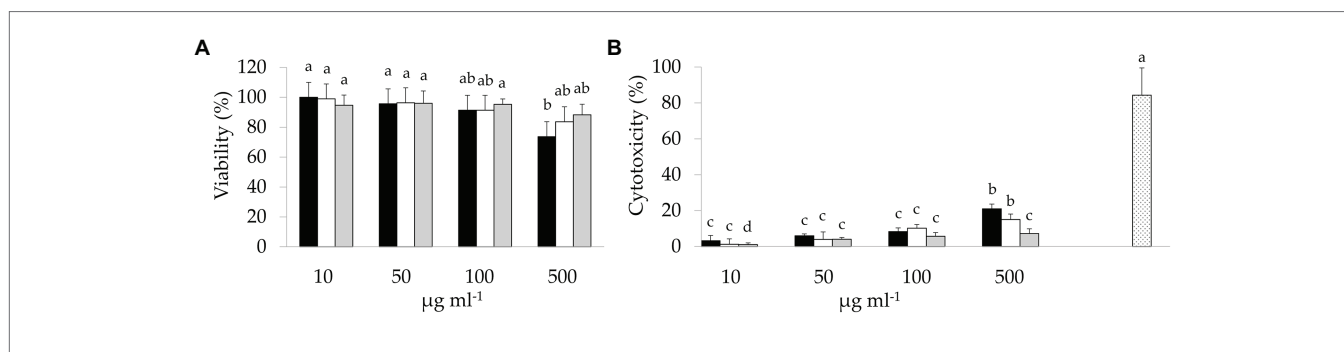 A
Viability (%)
120
100
80
60
40
20
0
a a a
a a a
ab ab a
b ab ab
10 50 100 500
µg ml-1
B
Cytotoxicity (%)
100
80
60
40
20
0
c c d
c c c
c c c
b b c
a
10 50 100 500
µg ml-1